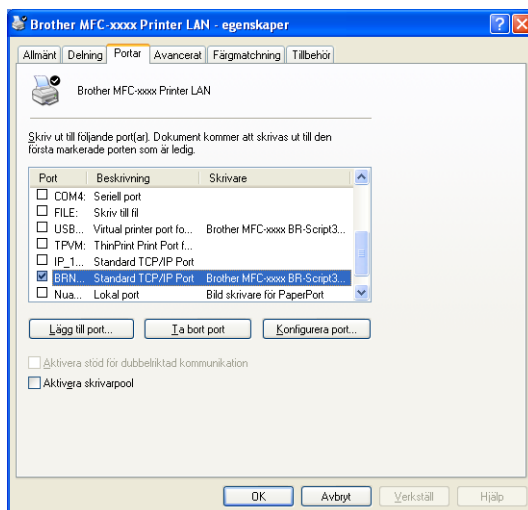 Brother MFC-xxxx Printer LAN - egenskaper
Allmänt Delning Portar Avancerat Färgmatchning Tillbehör
Brother MFC-xxxx Printer LAN
Skriv ut till följande port(ar). Dokument kommer att skrivas ut till den
första markerade porten som är ledig.
Port Beskrivning Skrivare
COM4: Seriell port
FILE: Skriv till fil
USB... Virtual printer port fo... Brother MFC-xxxx BR-Script3...
TPVM: ThinPrint Print Port f...
IP_1... Standard TCP/IP Port
BRN... Standard TCP/IP Port Brother MFC-xxxx BR-Script3...
Nua... Lokal port Bild skrivare för PaperPort
Lägg till port... Ta bort port Konfigurera port...
Aktivera stöd för dubbelriktad kommunikation
Aktivera skrivarpool
OK Avbryt Verkställ Hjälp